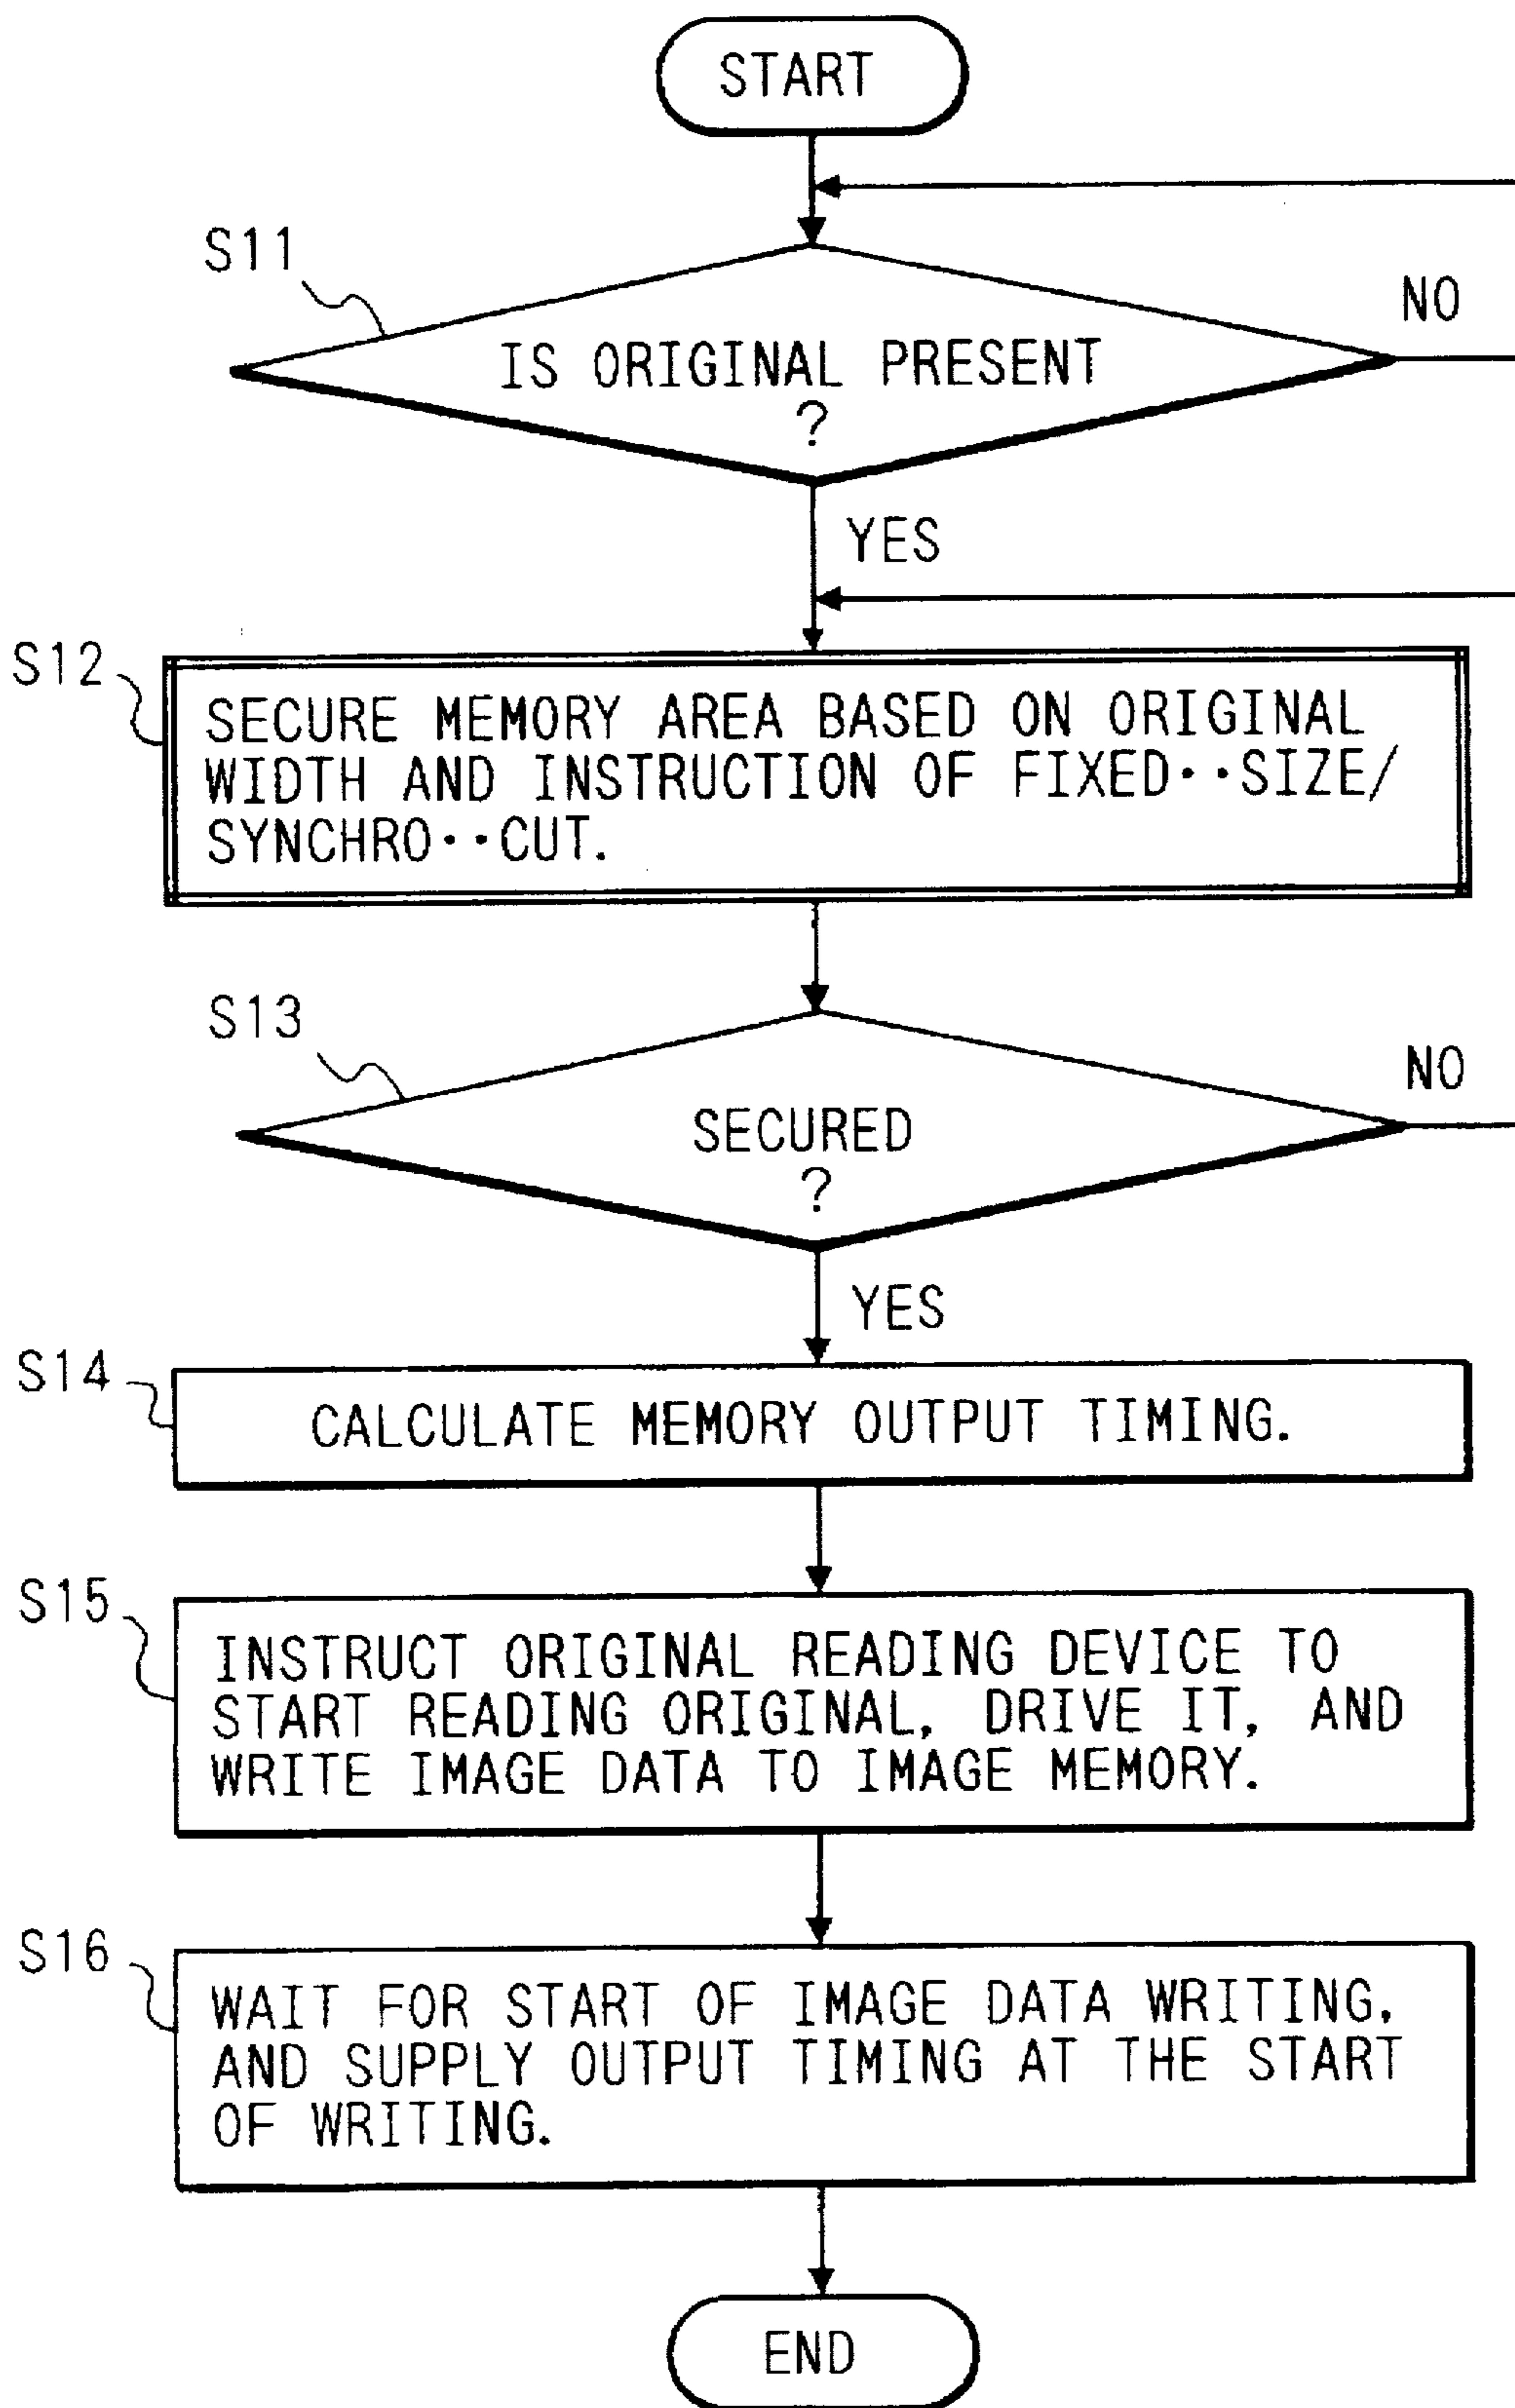 START
S11
NO
IS ORIGINAL PRESENT
?
YES
S12
SECURE MEMORY AREA BASED ON ORIGINAL
WIDTH AND INSTRUCTION OF FIXED··SIZE/
SYNCHRO··CUT.
S13
NO
SECURED
?
YES
S14
CALCULATE MEMORY OUTPUT TIMING.
S15
INSTRUCT ORIGINAL READING DEVICE TO
START READING ORIGINAL, DRIVE IT, AND
WRITE IMAGE DATA TO IMAGE MEMORY.
S16
WAIT FOR START OF IMAGE DATA WRITING,
AND SUPPLY OUTPUT TIMING AT THE START
OF WRITING.
END